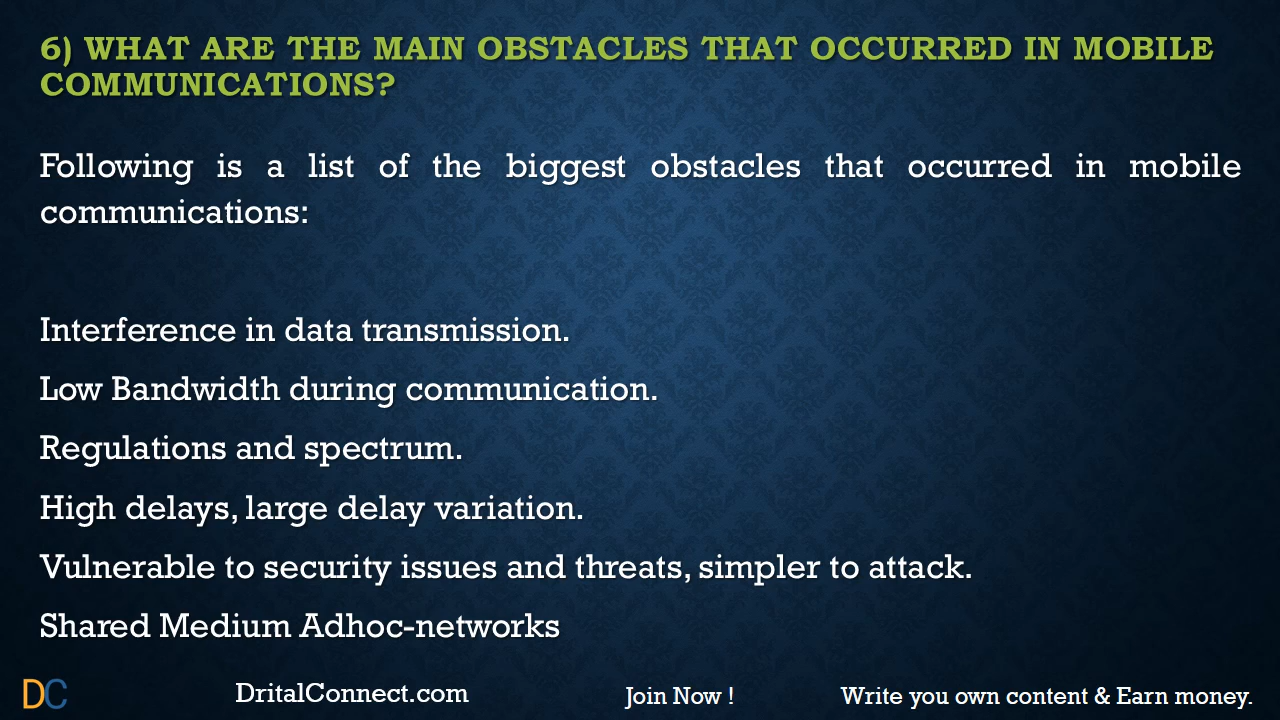 6) WHAT ARE THE MAIN OBSTACLES THAT OCCURRED IN MOBILE
COMMUNICATIONS?
Following is a list of the biggest obstacles that occurred in mobile
communications:
Interference in data transmission.
Low Bandwidth during communication.
Regulations and spectrum.
High delays, large delay variation.
Vulnerable to security issues and threats, simpler to attack.
Shared Medium Adhoc-networks
DC
DritalConnect.com
Join Now !
Write you own content & Earn money.